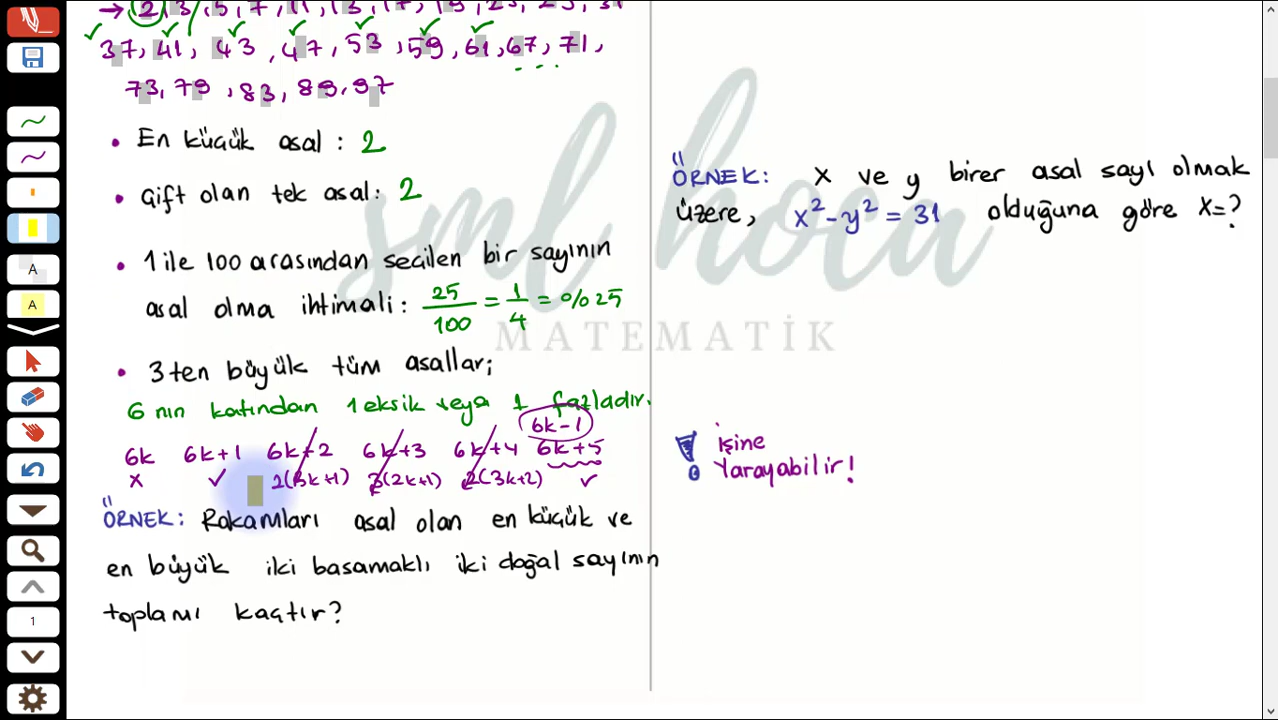 37, 41, 43, 47, 53, 59, 61, 67, 71,
73, 79, 83, 89, 97
• En küçük asal : 2
• Çift olan tek asal: 2
• 1 ile 100 arasından seçilen bir sayının
asal olma ihtimali: 25/100 = 1/4 = %25
• 3 ten büyük tüm asallar;
6 nın katından 1 eksik veya 1 fazladır.
6k-1
6k 6k+1 6k+2 6k+3 6k+4 6k+5
x ✓ 2(3k+1) 3(2k+1) 2(3k+2) ✓
ÖRNEK: Rakamları asal olan en küçük ve
en büyük iki basamaklı iki doğal sayının
toplamı kaçtır?
ÖRNEK: x ve y birer asal sayı olmak
üzere, x² - y² = 31 olduğuna göre x=?
İşine
Yarayabilir!
sml hoca
MATEMATİK
A
A
1